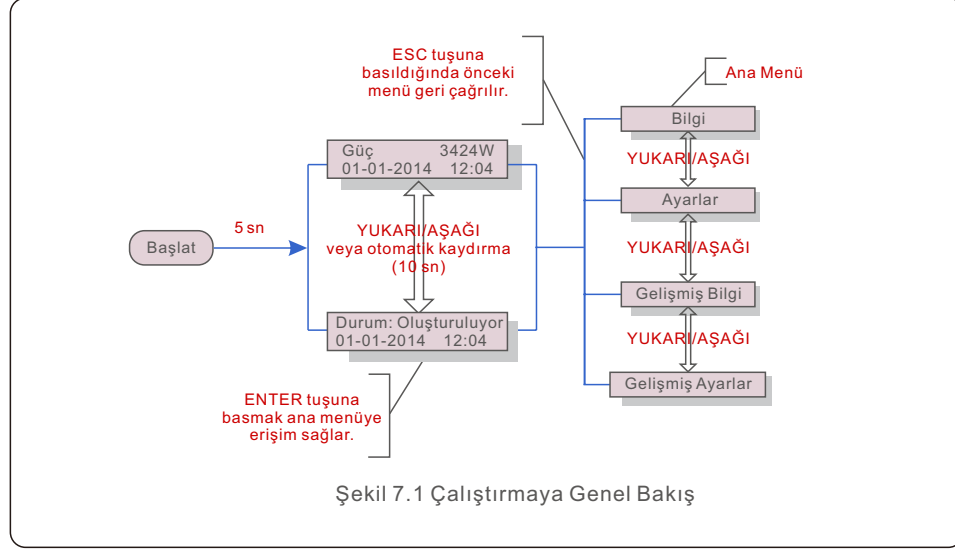 ESC tuşuna
basıldığında önceki
menü geri çağrılır.
Ana Menü
Bilgi
YUKARI/AŞAĞI
Ayarlar
YUKARI/AŞAĞI
Gelişmiş Bilgi
YUKARI/AŞAĞI
Gelişmiş Ayarlar
Güç 3424W
01-01-2014 12:04
YUKARI/AŞAĞI
veya otomatik kaydırma
(10 sn)
Başlat
5 sn
Durum: Oluşturuluyor
01-01-2014 12:04
ENTER tuşuna
basmak ana menüye
erişim sağlar.
Şekil 7.1 Çalıştırmaya Genel Bakış